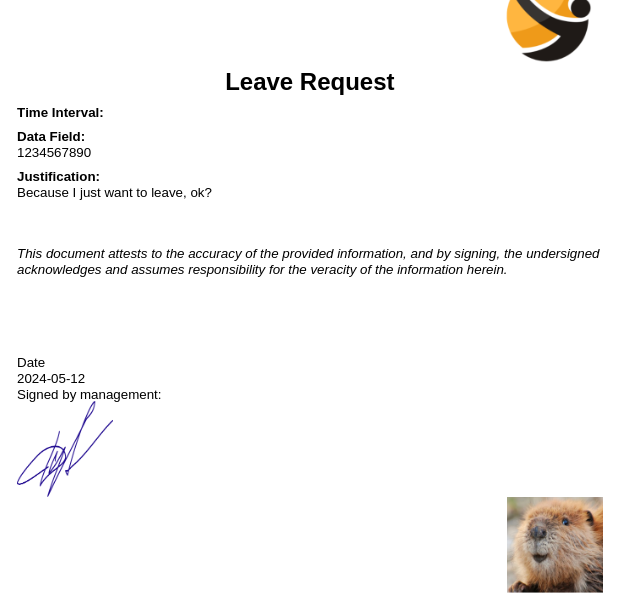 Leave Request
Time Interval:
Data Field:
1234567890
Justification:
Because I just want to leave, ok?
This document attests to the accuracy of the provided information, and by signing, the undersigned
acknowledges and assumes responsibility for the veracity of the information herein.
Date
2024-05-12
Signed by management: